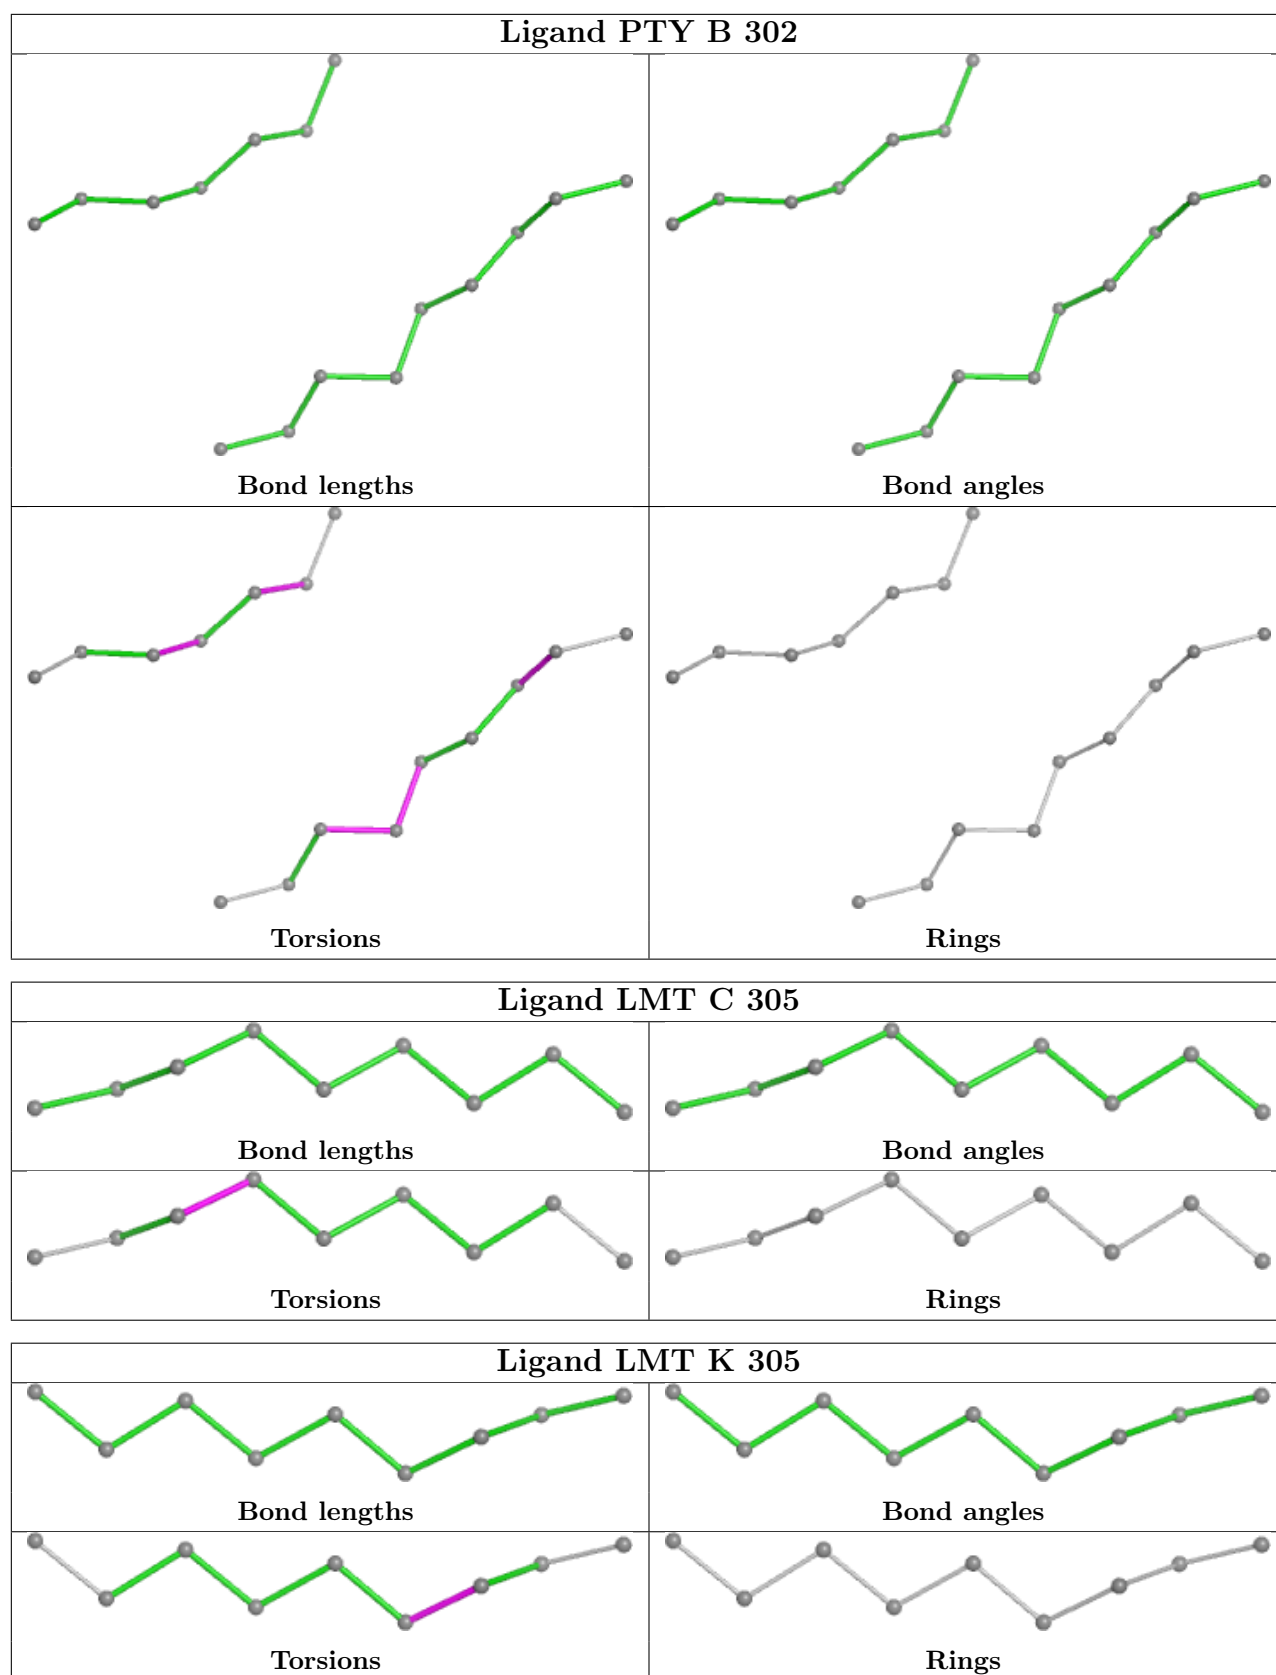 Ligand PTY B 302
Bond lengths
Bond angles
Torsions
Rings
Ligand LMT C 305
Bond lengths
Bond angles
Torsions
Rings
Ligand LMT K 305
Bond lengths
Bond angles
Torsions
Rings